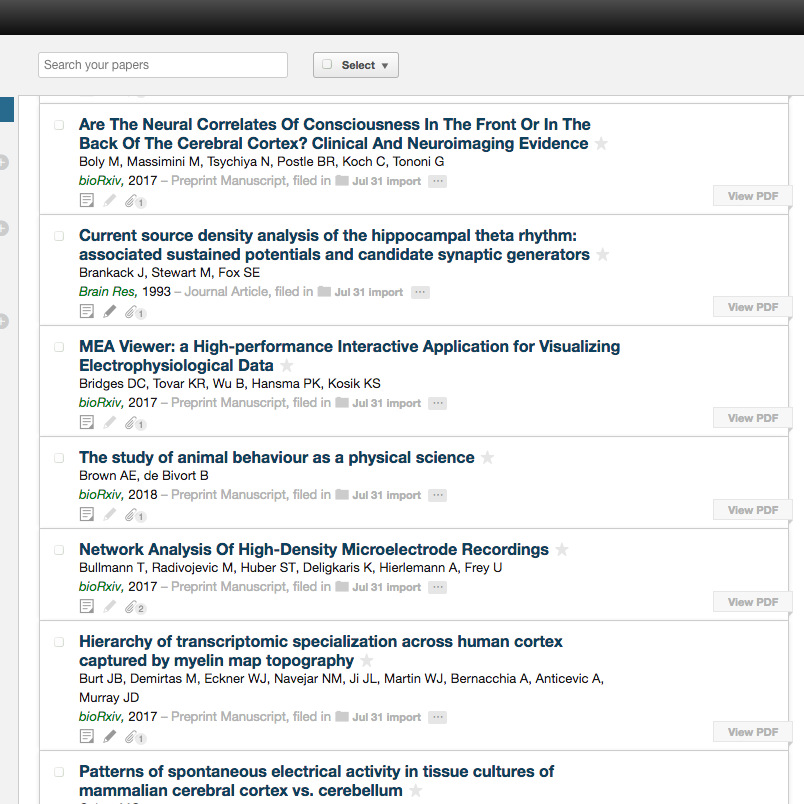 Search your papers
Select ▼
Are The Neural Correlates Of Consciousness In The Front Or In The
Back Of The Cerebral Cortex? Clinical And Neuroimaging Evidence
Boly M, Massimini M, Tsychiya N, Postle BR, Koch C, Tononi G
bioRxiv, 2017 – Preprint Manuscript, filed in Jul 31 import ···
1
View PDF
Current source density analysis of the hippocampal theta rhythm:
associated sustained potentials and candidate synaptic generators
Brankack J, Stewart M, Fox SE
Brain Res, 1993 – Journal Article, filed in Jul 31 import ···
1
View PDF
MEA Viewer: a High-performance Interactive Application for Visualizing
Electrophysiological Data
Bridges DC, Tovar KR, Wu B, Hansma PK, Kosik KS
bioRxiv, 2017 – Preprint Manuscript, filed in Jul 31 import ···
1
View PDF
The study of animal behaviour as a physical science
Brown AE, de Bivort B
bioRxiv, 2018 – Preprint Manuscript, filed in Jul 31 import ···
1
View PDF
Network Analysis Of High-Density Microelectrode Recordings
Bullmann T, Radivojevic M, Huber ST, Deligkaris K, Hierlemann A, Frey U
bioRxiv, 2017 – Preprint Manuscript, filed in Jul 31 import ···
2
View PDF
Hierarchy of transcriptomic specialization across human cortex
captured by myelin map topography
Burt JB, Demirtas M, Eckner WJ, Navejar NM, Ji JL, Martin WJ, Bernacchia A, Anticevic A,
Murray JD
bioRxiv, 2017 – Preprint Manuscript, filed in Jul 31 import ···
1
View PDF
Patterns of spontaneous electrical activity in tissue cultures of
mammalian cerebral cortex vs. cerebellum